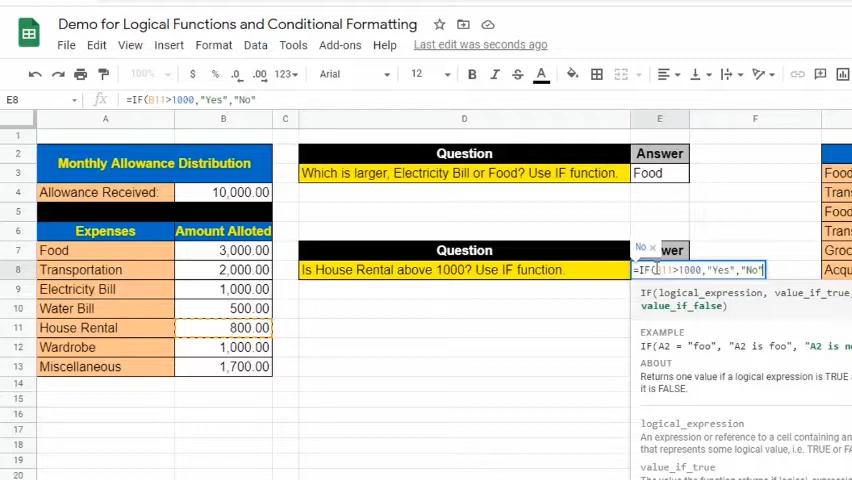 Demo for Logical Functions and Conditional Formatting
File Edit View Insert Format Data Tools Add-ons Help Last edit was seconds ago
100% $ % .0 .00 123 Arial 12 B I S A
E8 fx =IF(B11>1000,"Yes","No"
A B C D E F
1
2 Monthly Allowance Distribution Question Answer
3 Which is larger, Electricity Bill or Food? Use IF function. Food Food
4 Allowance Received: 10,000.00 Trans
5 Food
6 Expenses Amount Alloted Trans
7 Food 3,000.00 Question wer Groc
No ×
8 Transportation 2,000.00 Is House Rental above 1000? Use IF function. =IF(B11>1000,"Yes","No" Acqu
9 Electricity Bill 1,000.00
10 Water Bill 500.00
11 House Rental 800.00
12 Wardrobe 1,000.00
13 Miscellaneous 1,700.00
14
15
16
17
18
19
20
IF(logical_expression, value_if_true,
value_if_false)
EXAMPLE
IF(A2 = "foo", "A2 is foo", "A2 is no
ABOUT
Returns one value if a logical expression is TRUE a
it is FALSE.
logical_expression
An expression or reference to a cell containing an
that represents some logical value, i.e. TRUE or FA
value_if_true